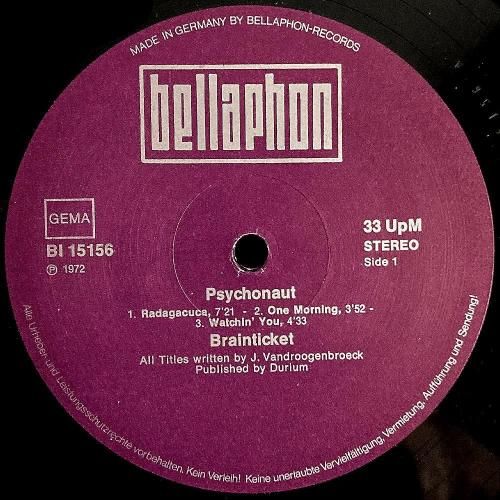 MADE IN GERMANY BY BELLAPHON-RECORDS
bellaphon
GEMA
BI 15156
Ⓟ 1972
33 UpM
STEREO
Side 1
Psychonaut
1. Radagacuca, 7'21 - 2. One Morning, 3'52 -
3. Watchin' You, 4'33
Brainticket
All Titles written by J. Vandroogenbroeck
Published by Durium
Alle Urheber- und Leistungsschutzrechte vorbehalten. Kein Verleih! Keine unerlaubte Vervielfältigung, Vermietung, Aufführung und Sendung!